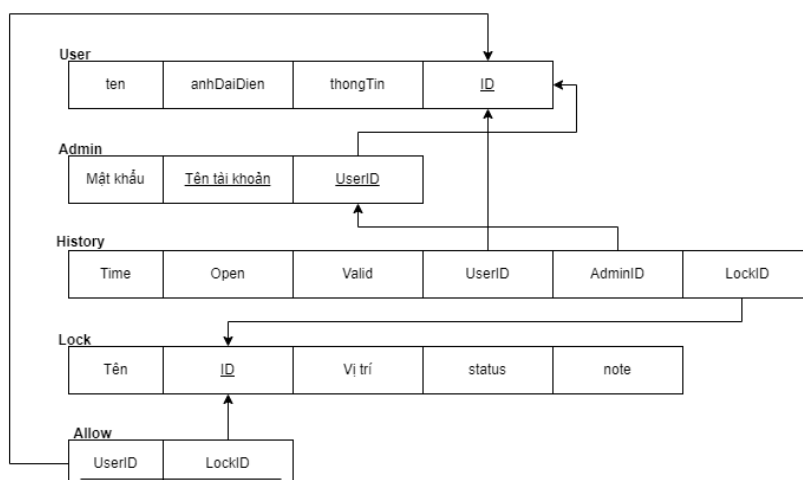 User
ten anhDaiDien thongTin ID
Admin
Mật khẩu Tên tài khoản UserID
History
Time Open Valid UserID AdminID LockID
Lock
Tên ID Vị trí status note
Allow
UserID LockID